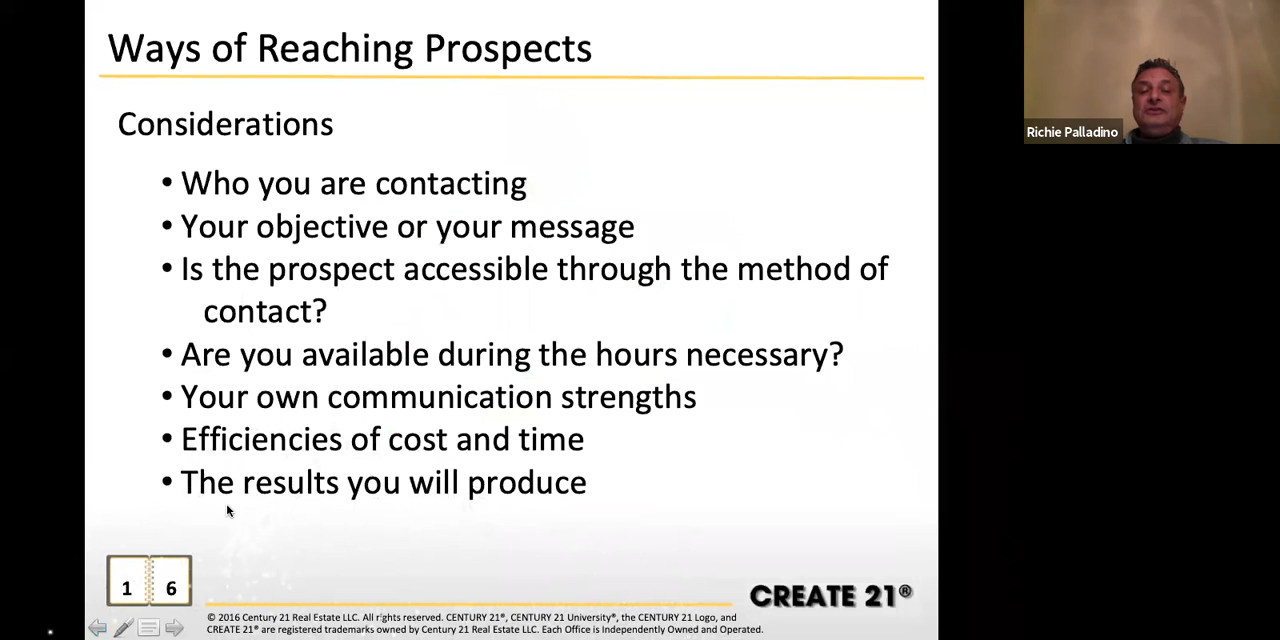 Ways of Reaching Prospects
Considerations
• Who you are contacting
• Your objective or your message
• Is the prospect accessible through the method of
contact?
• Are you available during the hours necessary?
• Your own communication strengths
• Efficiencies of cost and time
• The results you will produce
1 6
CREATE 21®
© 2016 Century 21 Real Estate LLC. All rights reserved. CENTURY 21®, CENTURY 21 University®, the CENTURY 21 Logo, and
CREATE 21® are registered trademarks owned by Century 21 Real Estate LLC. Each Office is Independently Owned and Operated.
Richie Palladino